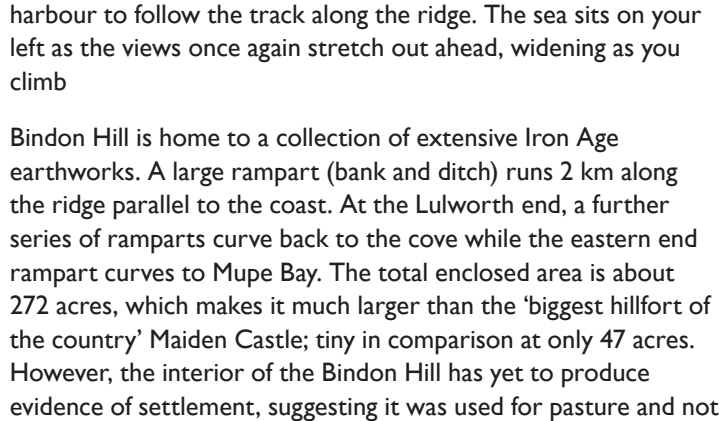 harbour to follow the track along the ridge. The sea sits on your
left as the views once again stretch out ahead, widening as you
climb
Bindon Hill is home to a collection of extensive Iron Age
earthworks. A large rampart (bank and ditch) runs 2 km along
the ridge parallel to the coast. At the Lulworth end, a further
series of ramparts curve back to the cove while the eastern end
rampart curves to Mupe Bay. The total enclosed area is about
272 acres, which makes it much larger than the ‘biggest hillfort of
the country’ Maiden Castle; tiny in comparison at only 47 acres.
However, the interior of the Bindon Hill has yet to produce
evidence of settlement, suggesting it was used for pasture and not